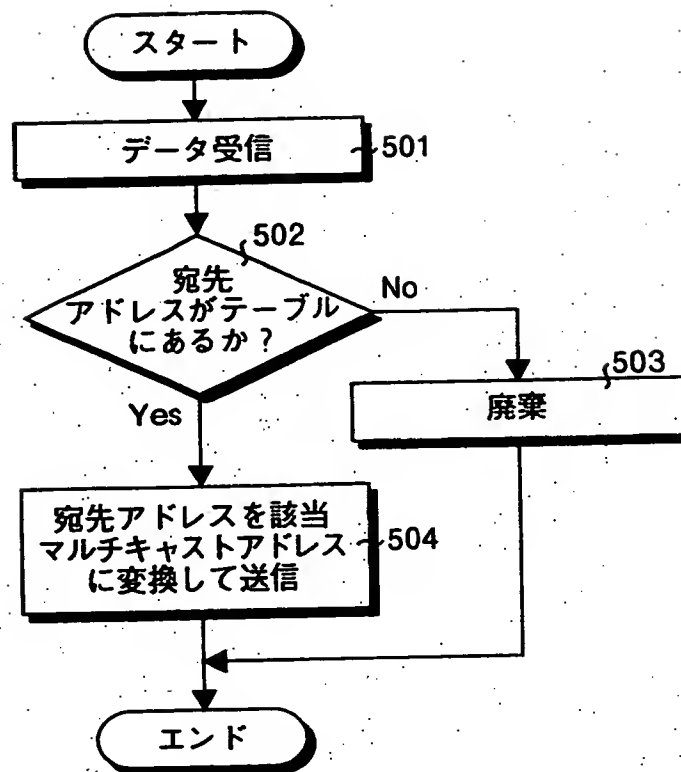 スタート
データ受信
501
502
宛先
アドレスがテーブル
にあるか?
No
Yes
503
廃棄
宛先アドレスを該当
マルチキャストアドレス
に変換して送信
504
エンド